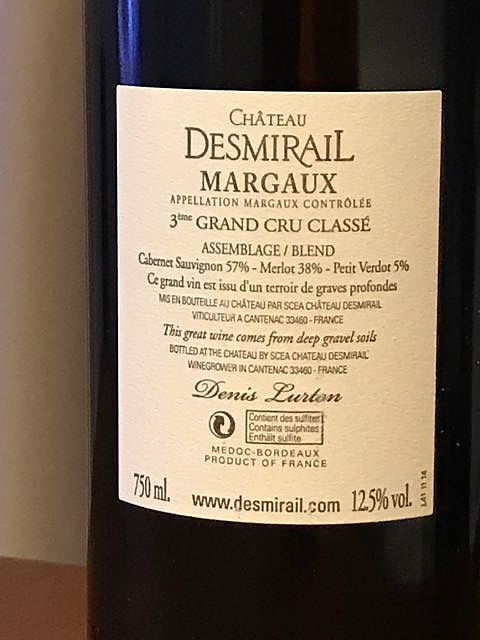 CHÂTEAU
DESMIRAIL
MARGAUX
APPELLATION MARGAUX CONTRÔLÉE
3ème GRAND CRU CLASSÉ
ASSEMBLAGE / BLEND
Cabernet Sauvignon 57% - Merlot 38% - Petit Verdot 5%
Ce grand vin est issu d'un terroir de graves profondes
MIS EN BOUTEILLE AU CHÂTEAU PAR SCEA CHÂTEAU DESMIRAIL
VITICULTEUR A CANTENAC 33460 - FRANCE
This great wine comes from deep gravel soils
BOTTLED AT THE CHATEAU BY SCEA CHATEAU DESMIRAIL
WINEGROWER IN CANTENAC 33460 - FRANCE
Denis Lurton
Contient des sulfites
Contains sulphites
Enthält sulfite
MEDOC-BORDEAUX
PRODUCT OF FRANCE
750 ml. www.desmirail.com 12.5% vol.
L41 11 14